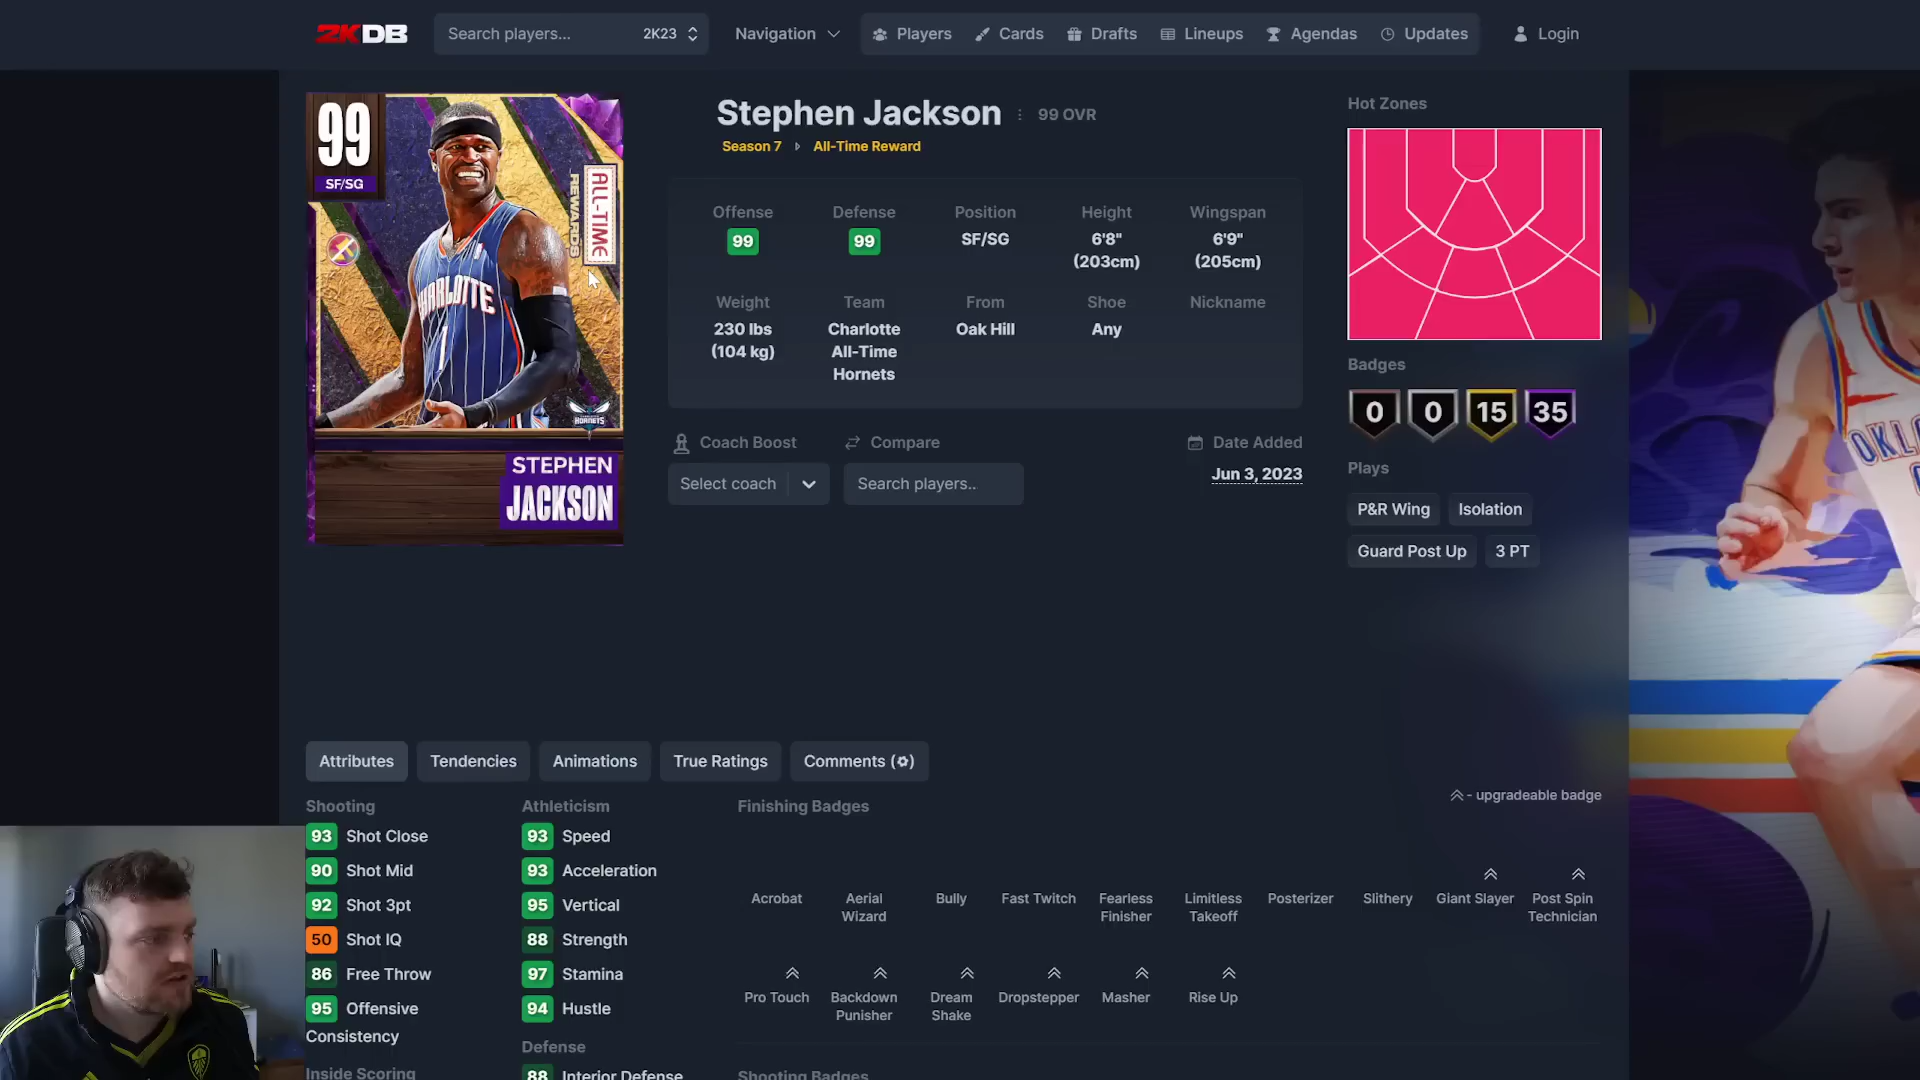 2KDB
Search players...
2K23
Navigation
Players
Cards
Drafts
Lineups
Agendas
Updates
Login
99
SF/SG
ALL-TIME
REWARDS
CHARLOTTE
1
HORNETS
STEPHEN
JACKSON
Stephen Jackson
99 OVR
Season 7
All-Time Reward
Offense
99
Defense
99
Position
SF/SG
Height
6'8"
(203cm)
Wingspan
6'9"
(205cm)
Weight
230 lbs
(104 kg)
Team
Charlotte
All-Time
Hornets
From
Oak Hill
Shoe
Any
Nickname
Coach Boost
Select coach
Compare
Search players..
Date Added
Jun 3, 2023
Hot Zones
Badges
0
0
15
35
Plays
P&R Wing
Isolation
Guard Post Up
3 PT
Attributes
Tendencies
Animations
True Ratings
Comments
- upgradeable badge
Shooting
93 Shot Close
90 Shot Mid
92 Shot 3pt
50 Shot IQ
86 Free Throw
95 Offensive
Consistency
Inside Scoring
Athleticism
93 Speed
93 Acceleration
95 Vertical
88 Strength
97 Stamina
94 Hustle
Defense
88 Interior Defense
Finishing Badges
Acrobat
Aerial
Wizard
Bully
Fast Twitch
Fearless
Finisher
Limitless
Takeoff
Posterizer
Slithery
Giant Slayer
Post Spin
Technician
Pro Touch
Backdown
Punisher
Dream
Shake
Dropstepper
Masher
Rise Up
Shooting Badges